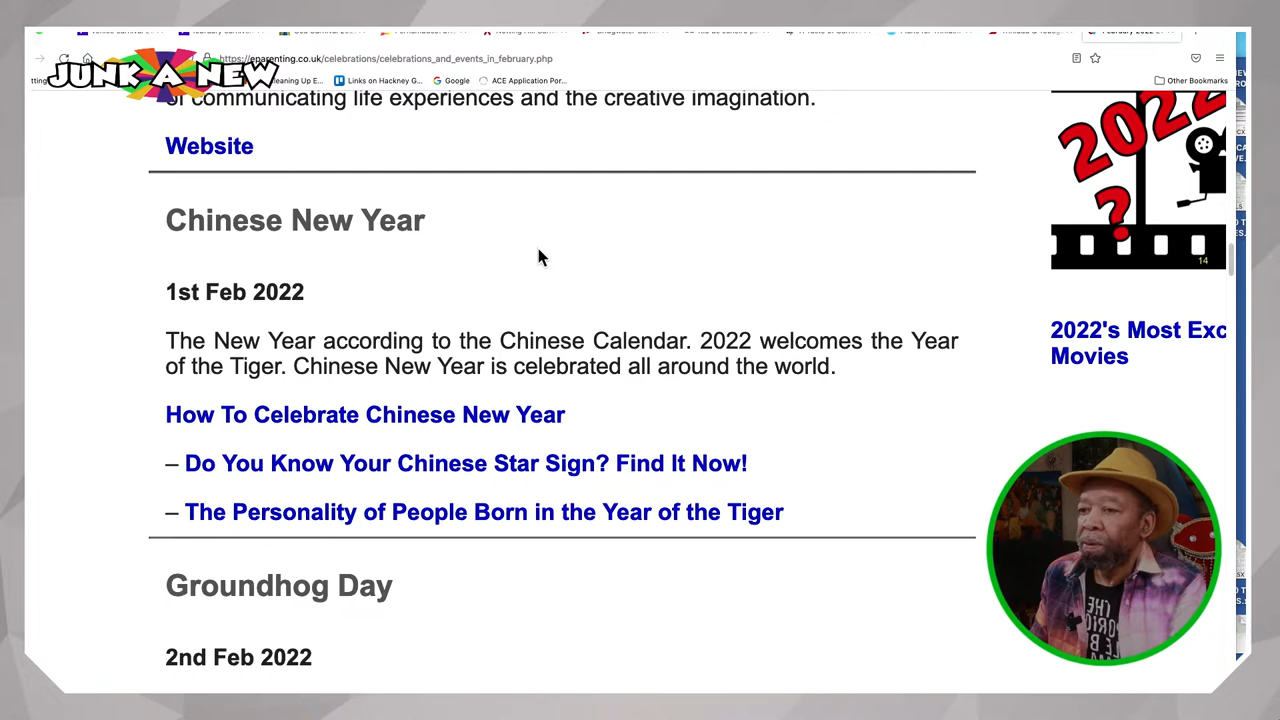 JUNK A NEW
https://eparenting.co.uk/celebrations/celebrations_and_events_in_february.php
Links on Hackney G...
Google
ACE Application Por...
Other Bookmarks
of communicating life experiences and the creative imagination.
Website
2022
?
14
Chinese New Year
1st Feb 2022
The New Year according to the Chinese Calendar. 2022 welcomes the Year
of the Tiger. Chinese New Year is celebrated all around the world.
2022's Most Exc
Movies
How To Celebrate Chinese New Year
– Do You Know Your Chinese Star Sign? Find It Now!
– The Personality of People Born in the Year of the Tiger
Groundhog Day
2nd Feb 2022
THE